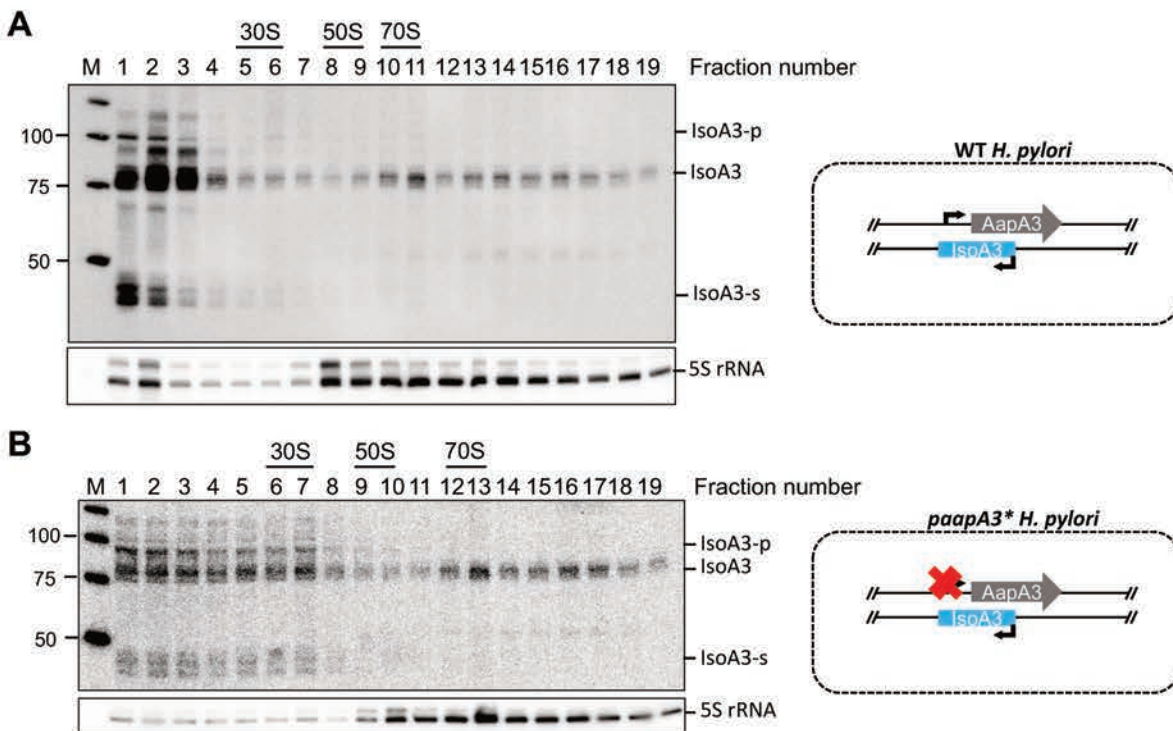 A
30S 50S 70S
M 1 2 3 4 5 6 7 8 9 10 11 12 13 14 15 16 17 18 19 Fraction number
100
75
50
IsoA3-p
IsoA3
IsoA3-s
5S rRNA
WT H. pylori
AapA3
IsoA3
B
30S 50S 70S
M 1 2 3 4 5 6 7 8 9 10 11 12 13 14 15 16 17 18 19 Fraction number
100
75
50
IsoA3-p
IsoA3
IsoA3-s
5S rRNA
paapA3* H. pylori
AapA3
IsoA3